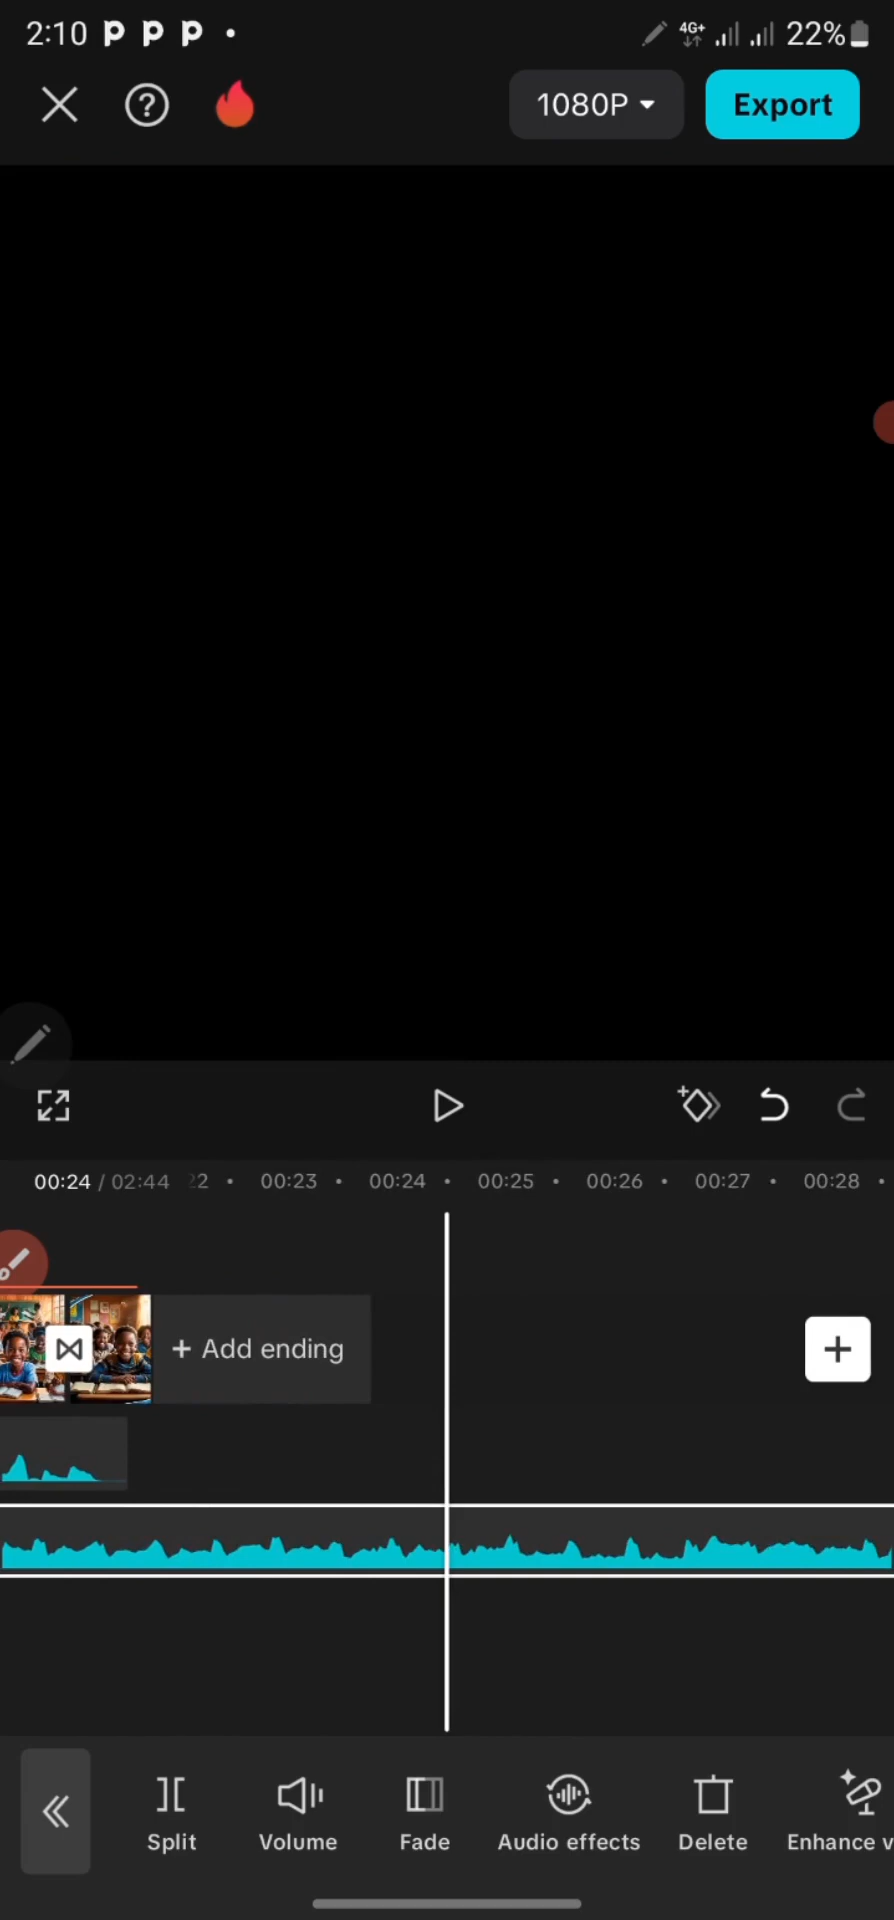 2:10 4G+ 22%
1080P Export
00:24 / 02:44 22 00:23 00:24 00:25 00:26 00:27 00:28
+ Add ending
Split Volume Fade Audio effects Delete Enhance v